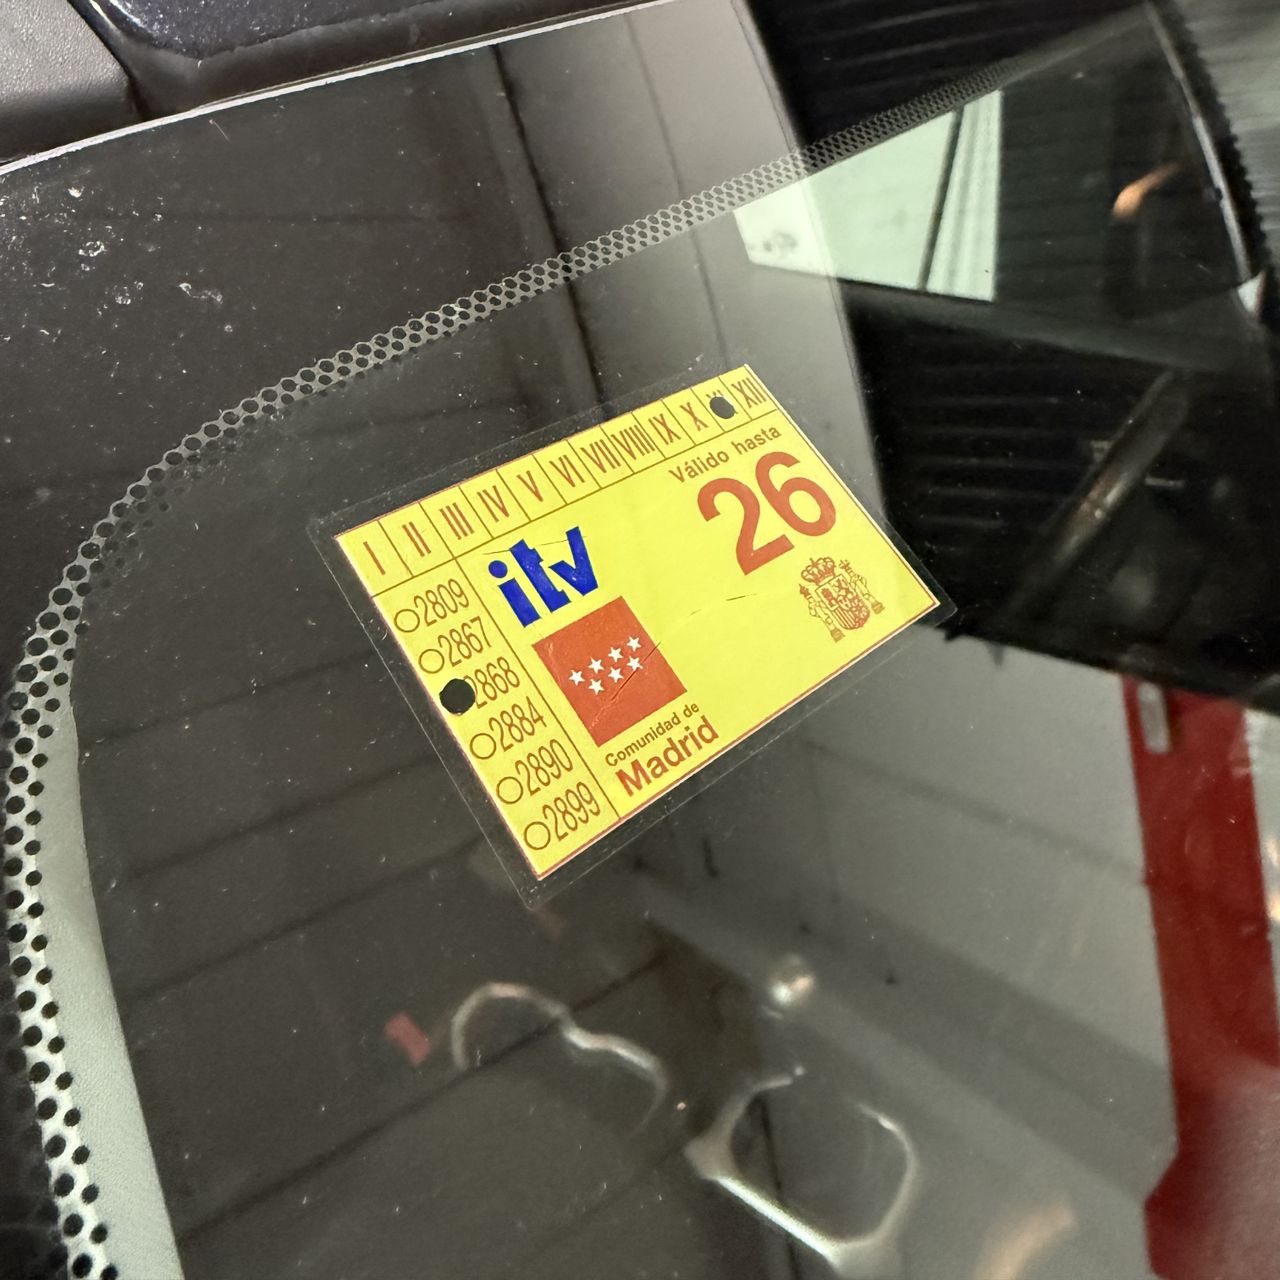 I II III IV V VI VII VIII IX X XI XII
Válido hasta
26
itv
2809
2867
2868
2884
2890
2899
Comunidad de
Madrid